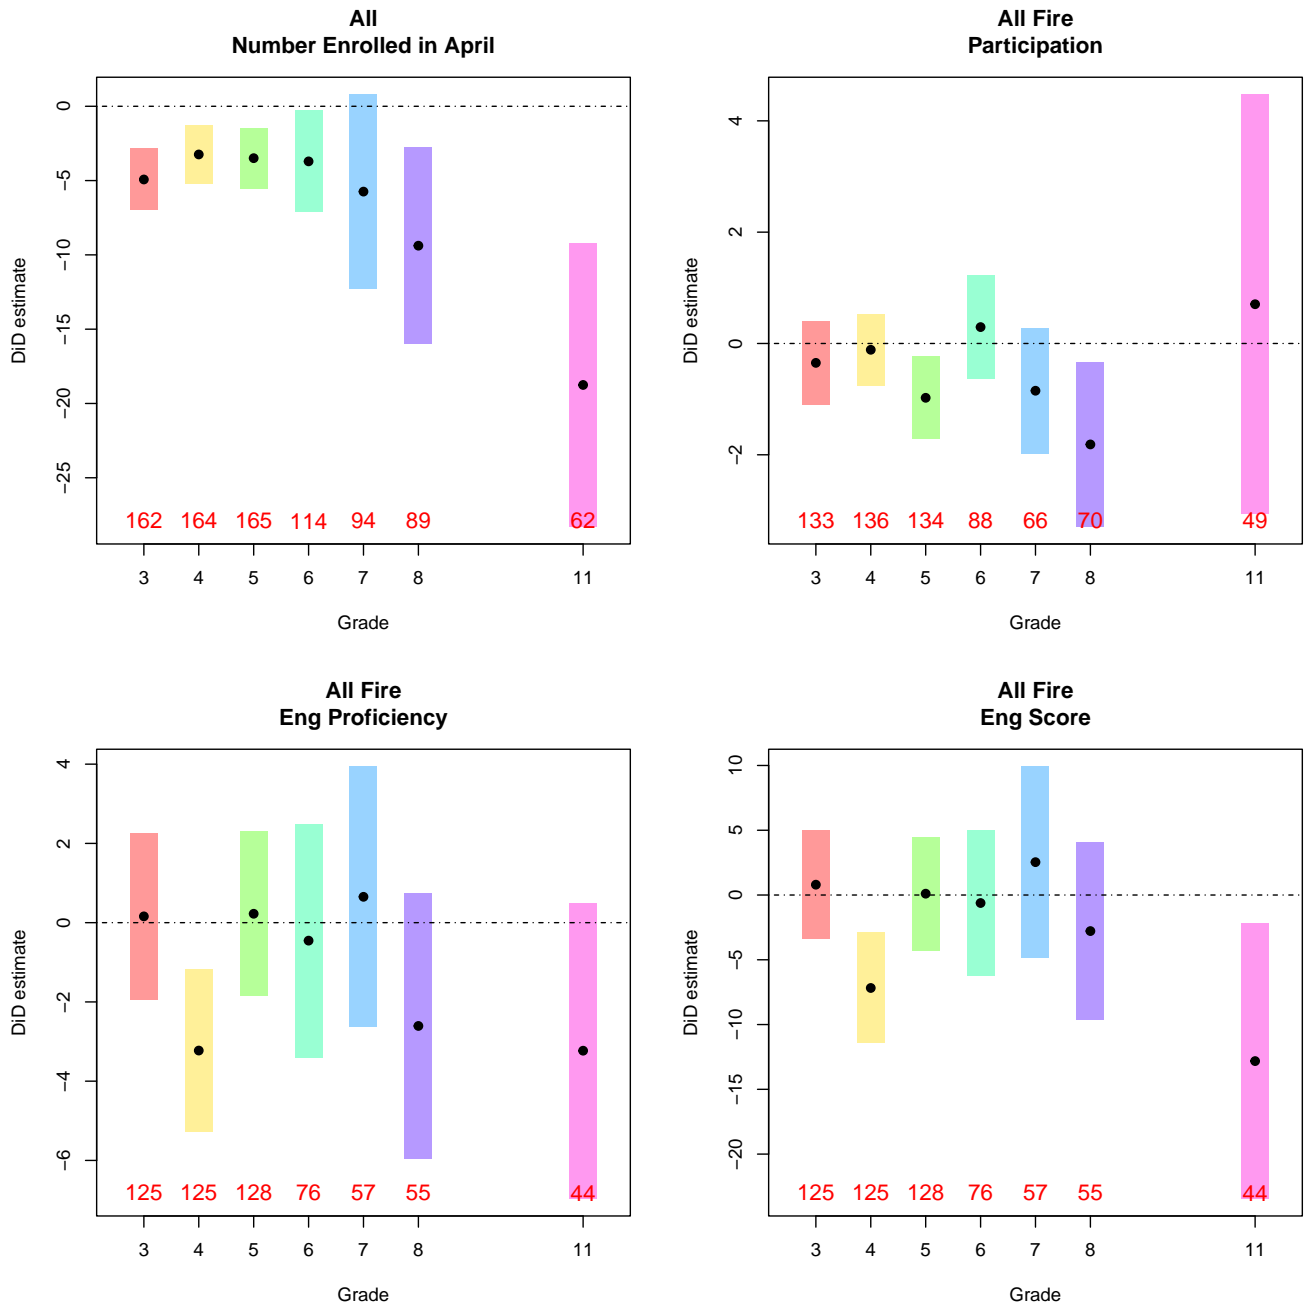 All
Number Enrolled in April
DiD estimate
0
−5
−10
−15
−20
−25
162 164 165 114 94 89 62
3 4 5 6 7 8 11
Grade
All Fire
Participation
DiD estimate
4
2
0
−2
133 136 134 88 66 70 49
3 4 5 6 7 8 11
Grade
All Fire
Eng Proficiency
DiD estimate
4
2
0
−2
−4
−6
125 125 128 76 57 55 44
3 4 5 6 7 8 11
Grade
All Fire
Eng Score
DiD estimate
10
5
0
−5
−10
−15
−20
125 125 128 76 57 55 44
3 4 5 6 7 8 11
Grade